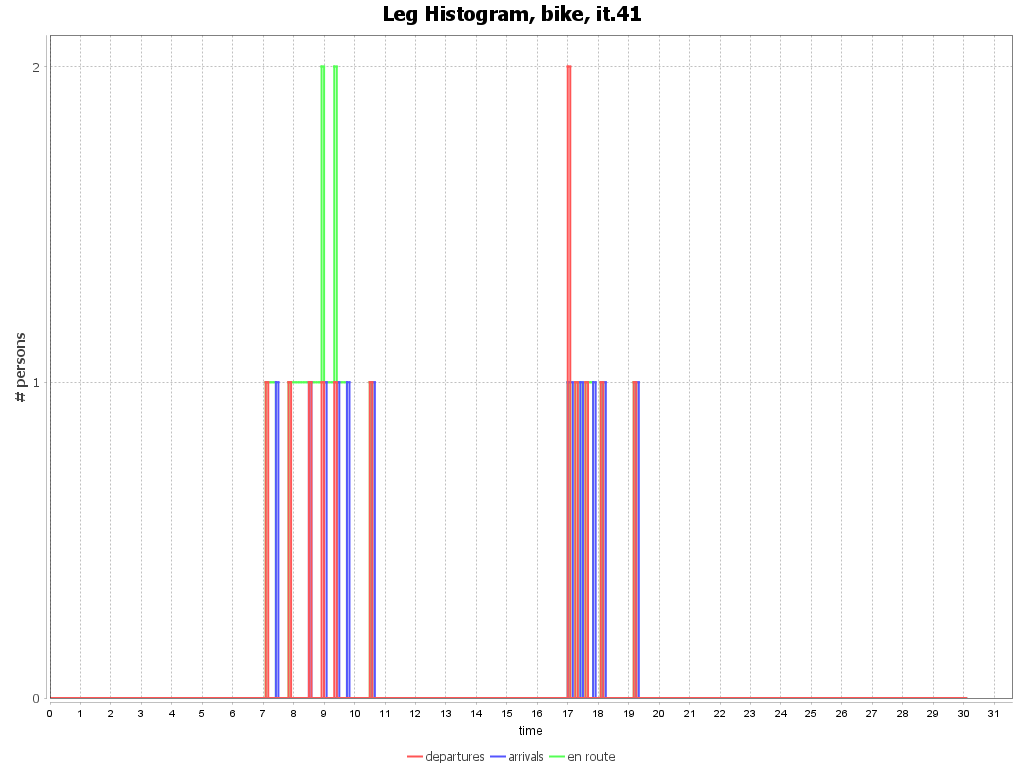 Leg Histogram, bike, it.41
# persons
2
1
0
0 1 2 3 4 5 6 7 8 9 10 11 12 13 14 15 16 17 18 19 20 21 22 23 24 25 26 27 28 29 30 31
time
departures arrivals en route